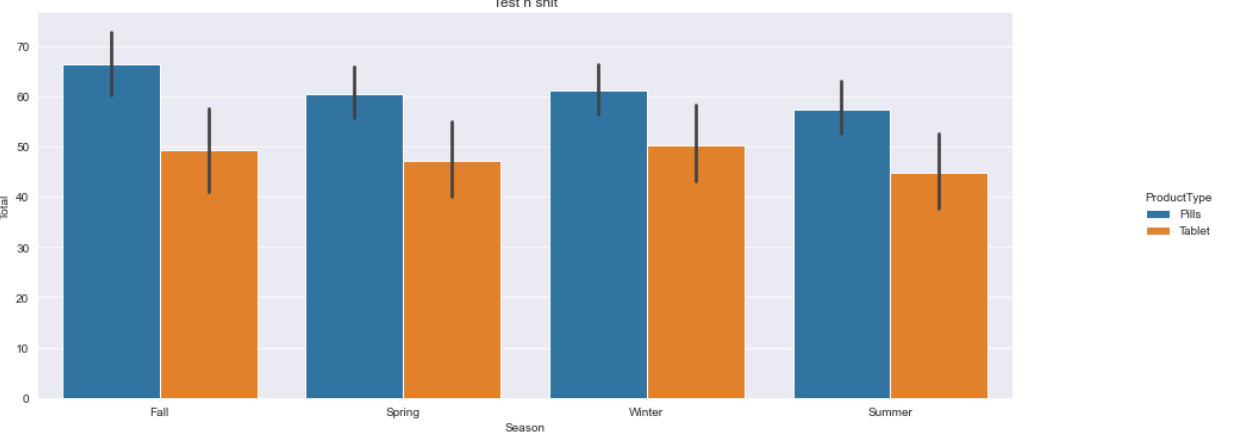 Test n shit
70
60
50
40
30
20
10
0
Total
Fall Spring Winter Summer
Season
ProductType
Pills
Tablet